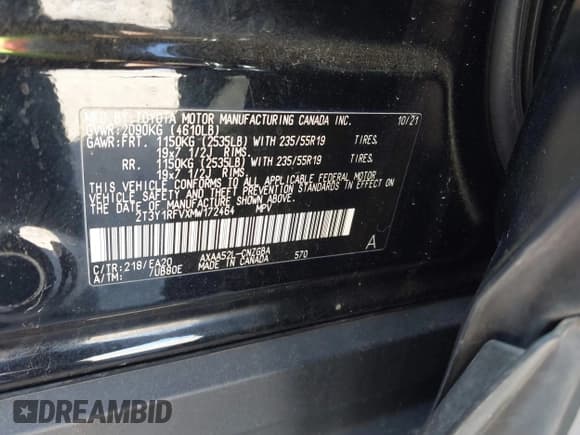 MFD.BY:TOYOTA MOTOR MANUFACTURING CANADA INC. 10/21
GVWR:2090KG (4610LB)
GAWR:FRT. 1150KG (2535LB) WITH 235/55R19 TIRES,
19x7 1/2J RIMS.
RR. 1150KG (2535LB) WITH 235/55R19 TIRES,
19x7 1/2J RIMS.
THIS VEHICLE CONFORMS TO ALL APPLICABLE FEDERAL MOTOR
VEHICLE SAFETY AND THEFT PREVENTION STANDARDS IN EFFECT
ON THE DATE OF MANUFACTURE SHOWN ABOVE.
2T3Y1RFVXMW172464 MPV
A
C/TR:218/EA20 AXAA52L-CNZGBA 570
A/TM: /UB80E MADE IN CANADA
DREAMBID